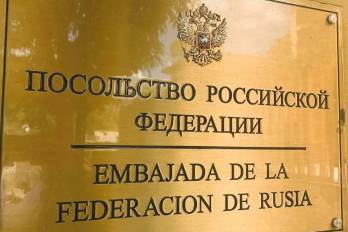 ПОСОЛЬСТВО РОССИЙСКОЙ
ФЕДЕРАЦИИ
EMBAJADA DE LA
FEDERACION DE RUSIA